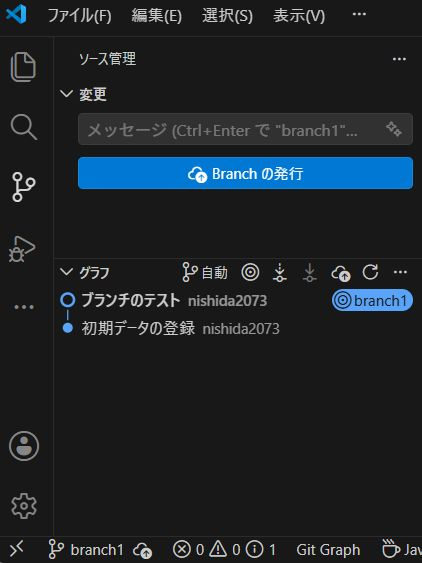 ファイル(F) 編集(E) 選択(S) 表示(V) ···
ソース管理 ···
変更
メッセージ (Ctrl+Enter で "branch1"...
Branch の発行
グラフ 自動 ···
ブランチのテスト nishida2073 branch1
初期データの登録 nishida2073
branch1 0 0 1 Git Graph Jav